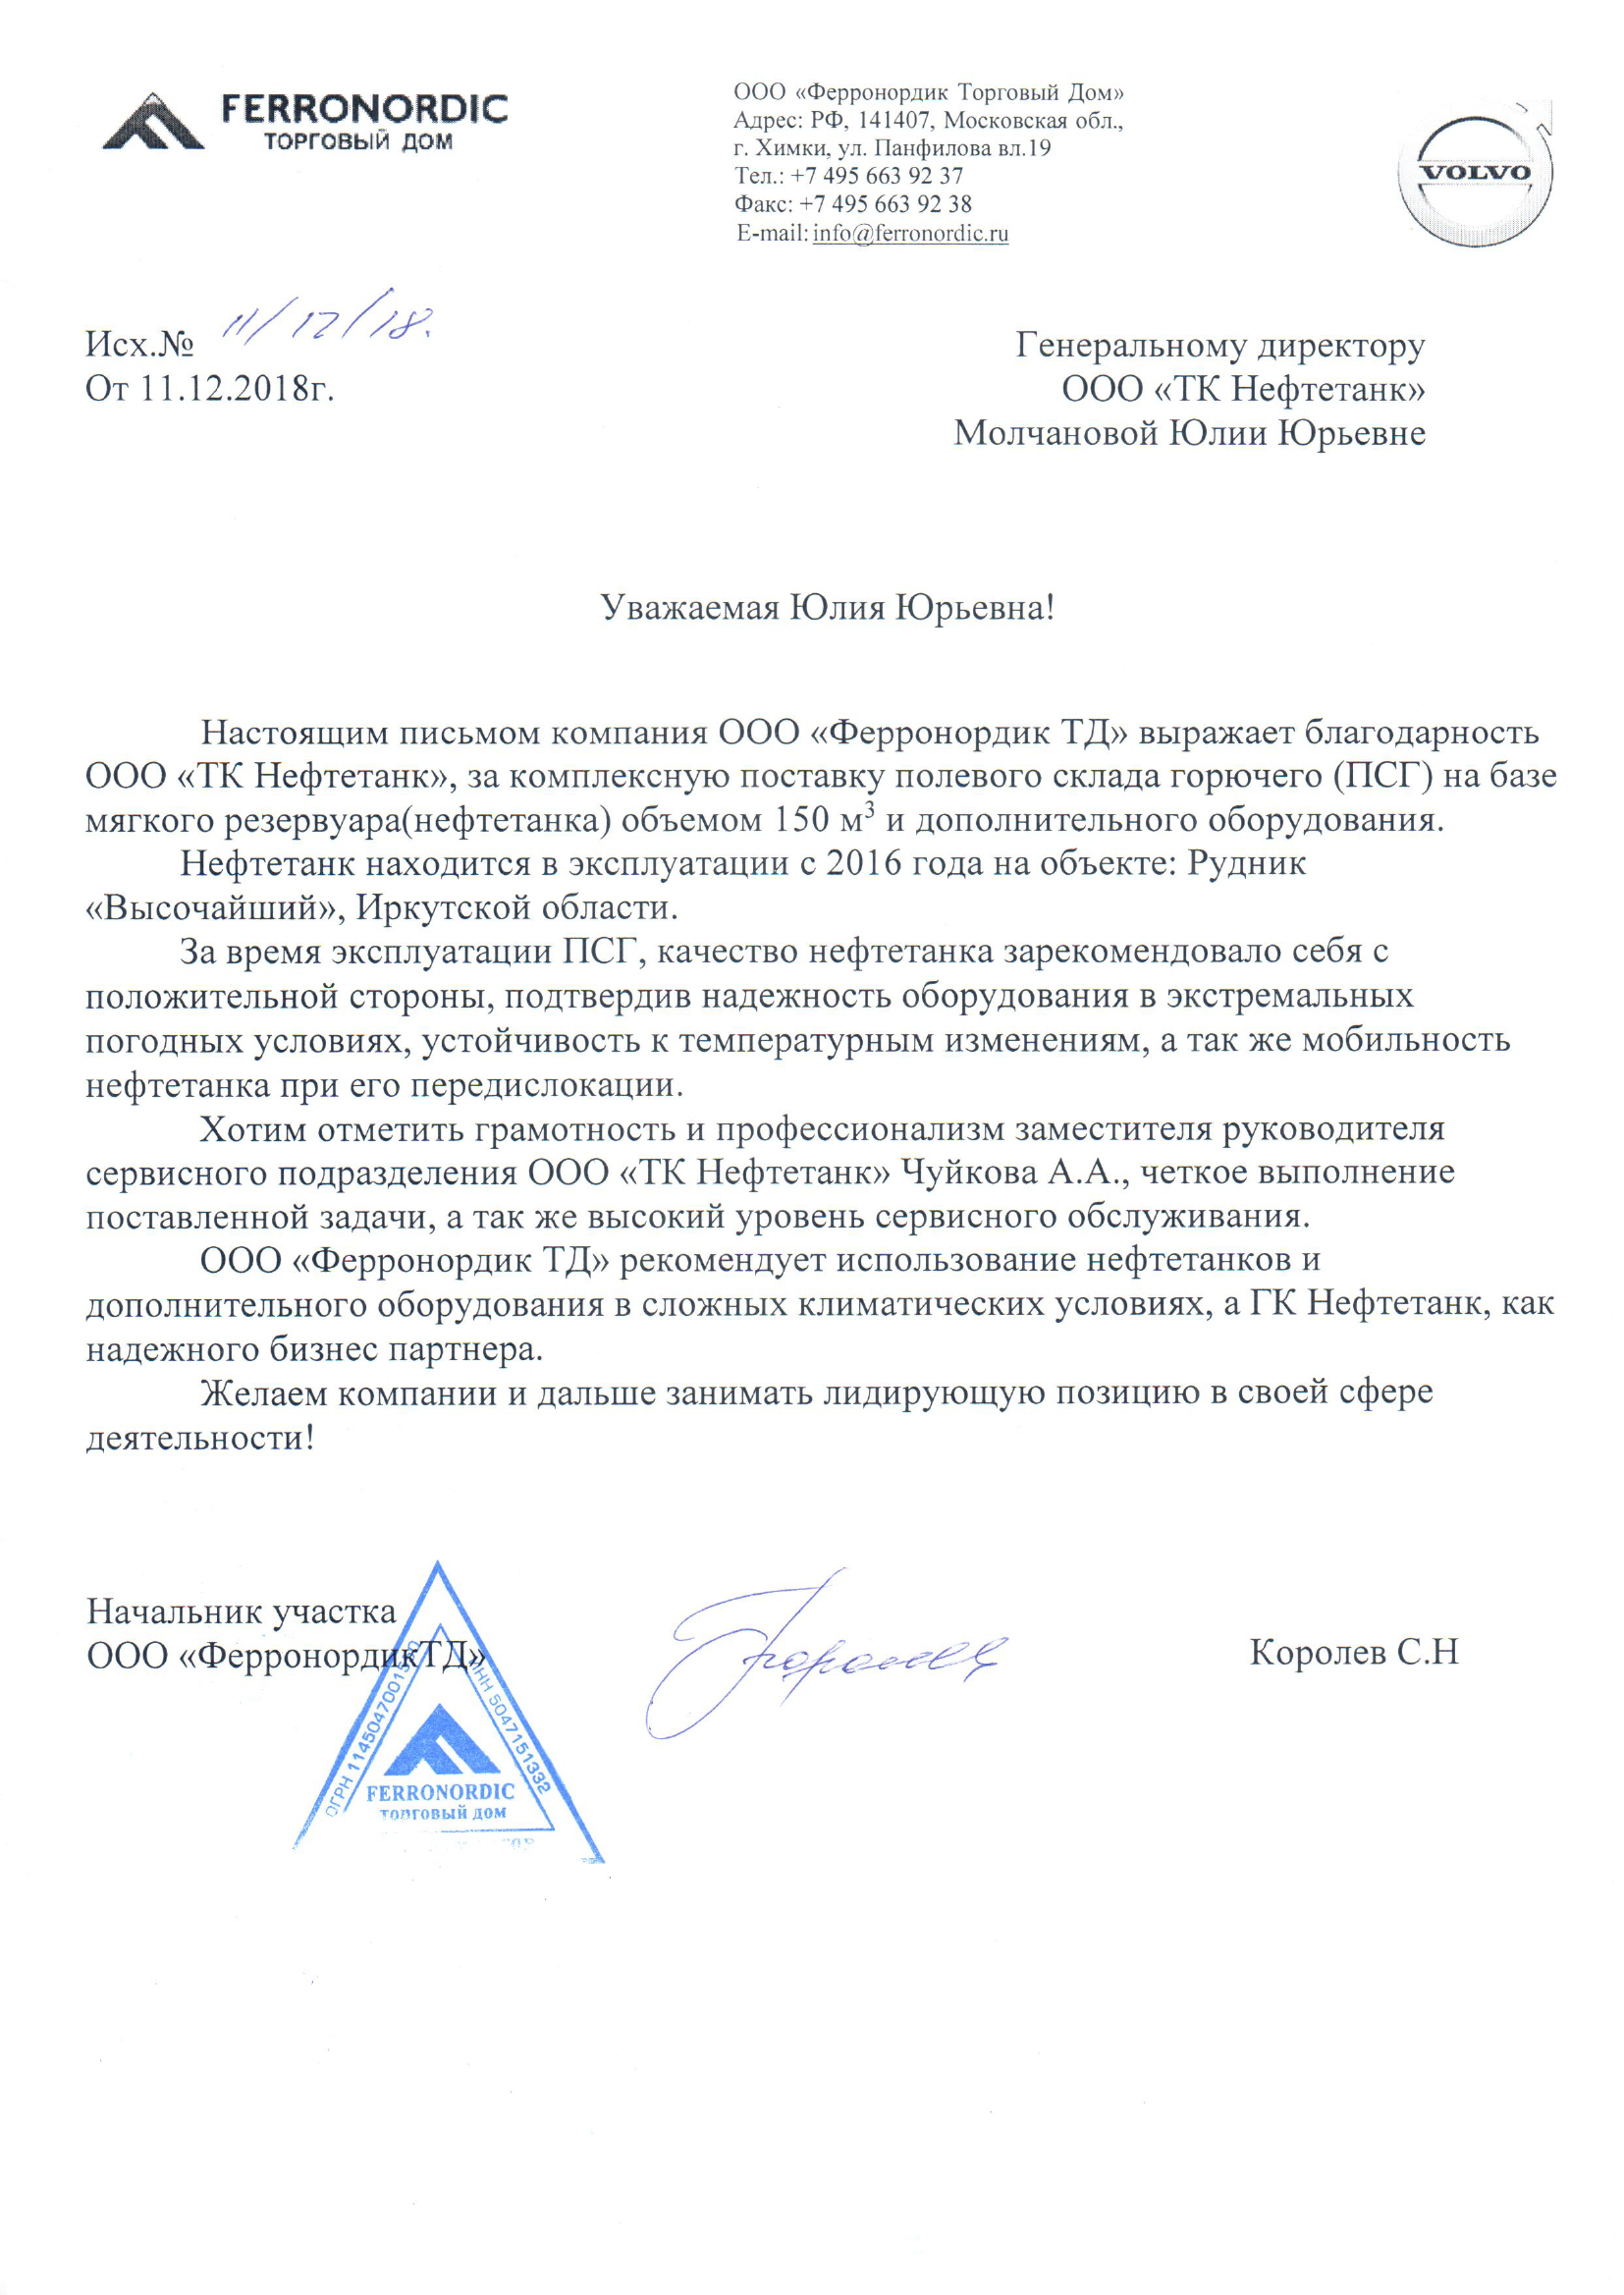 FERRONORDIC
ТОРГОВЫЙ ДОМ
ООО «Ферронордик Торговый Дом»
Адрес: РФ, 141407, Московская обл.,
г. Химки, ул. Панфилова вл.19
Тел.: +7 495 663 92 37
Факс: +7 495 663 92 38
E-mail: info@ferronordic.ru
VOLVO
Исх.№ 11/12/18.
От 11.12.2018г.
Генеральному директору
ООО «ТК Нефтетанк»
Молчановой Юлии Юрьевне
Уважаемая Юлия Юрьевна!
Настоящим письмом компания ООО «Ферронордик ТД» выражает благодарность
ООО «ТК Нефтетанк», за комплексную поставку полевого склада горючего (ПСГ) на базе
мягкого резервуара(нефтетанка) объемом 150 м³ и дополнительного оборудования.
Нефтетанк находится в эксплуатации с 2016 года на объекте: Рудник
«Высочайший», Иркутской области.
За время эксплуатации ПСГ, качество нефтетанка зарекомендовало себя с
положительной стороны, подтвердив надежность оборудования в экстремальных
погодных условиях, устойчивость к температурным изменениям, а так же мобильность
нефтетанка при его передислокации.
Хотим отметить грамотность и профессионализм заместителя руководителя
сервисного подразделения ООО «ТК Нефтетанк» Чуйкова А.А., четкое выполнение
поставленной задачи, а так же высокий уровень сервисного обслуживания.
ООО «Ферронордик ТД» рекомендует использование нефтетанков и
дополнительного оборудования в сложных климатических условиях, а ГК Нефтетанк, как
надежного бизнес партнера.
Желаем компании и дальше занимать лидирующую позицию в своей сфере
деятельности!
Начальник участка
ООО «ФерронордикТД»
Королев С.Н
ОГРН
ИНН 5047151332
FERRONORDIC
ТОРГОВЫЙ ДОМ